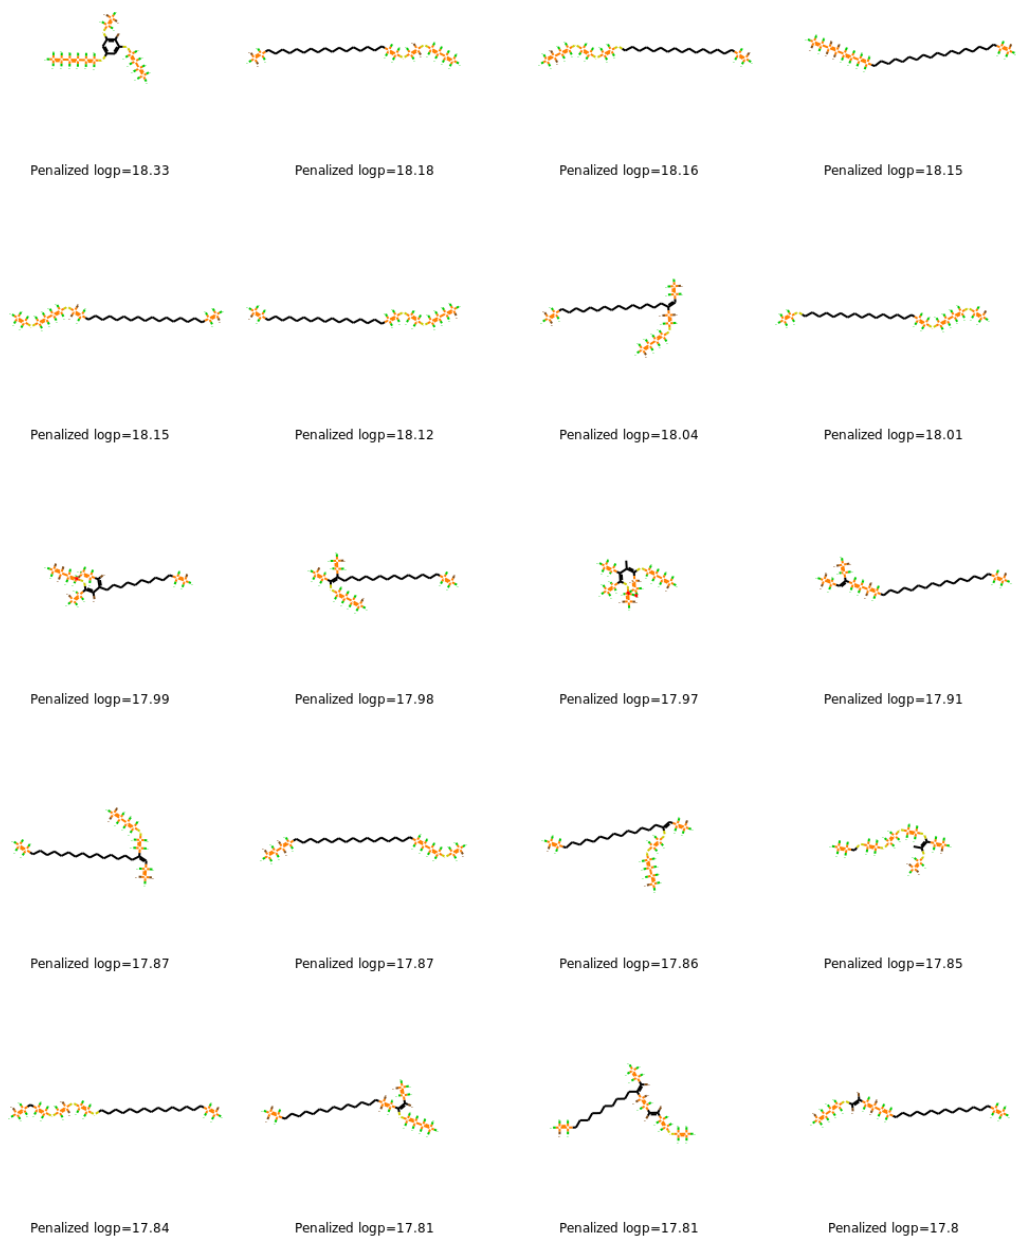 Penalized logp=18.33 Penalized logp=18.18 Penalized logp=18.16 Penalized logp=18.15
Penalized logp=18.15 Penalized logp=18.12 Penalized logp=18.04 Penalized logp=18.01
Penalized logp=17.99 Penalized logp=17.98 Penalized logp=17.97 Penalized logp=17.91
Penalized logp=17.87 Penalized logp=17.87 Penalized logp=17.86 Penalized logp=17.85
Penalized logp=17.84 Penalized logp=17.81 Penalized logp=17.81 Penalized logp=17.8